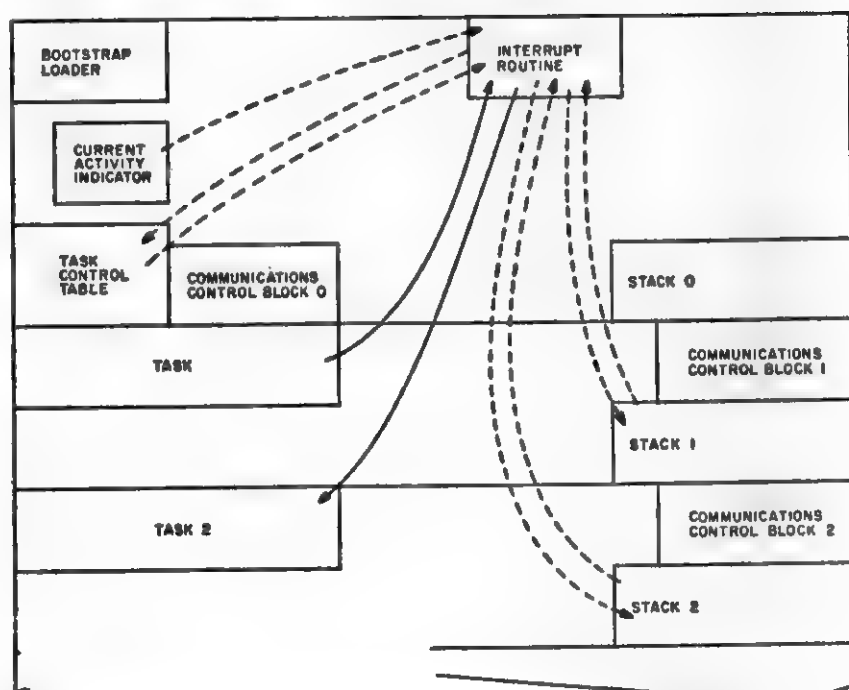 BOOTSTRAP
LOADER
INTERRUPT
ROUTINE
CURRENT
ACTIVITY
INDICATOR
TASK
CONTROL
TABLE
COMMUNICATIONS
CONTROL BLOCK 0
STACK 0
TASK
COMMUNICATIONS
CONTROL BLOCK 1
STACK 1
TASK 2
COMMUNICATIONS
CONTROL BLOCK 2
STACK 2